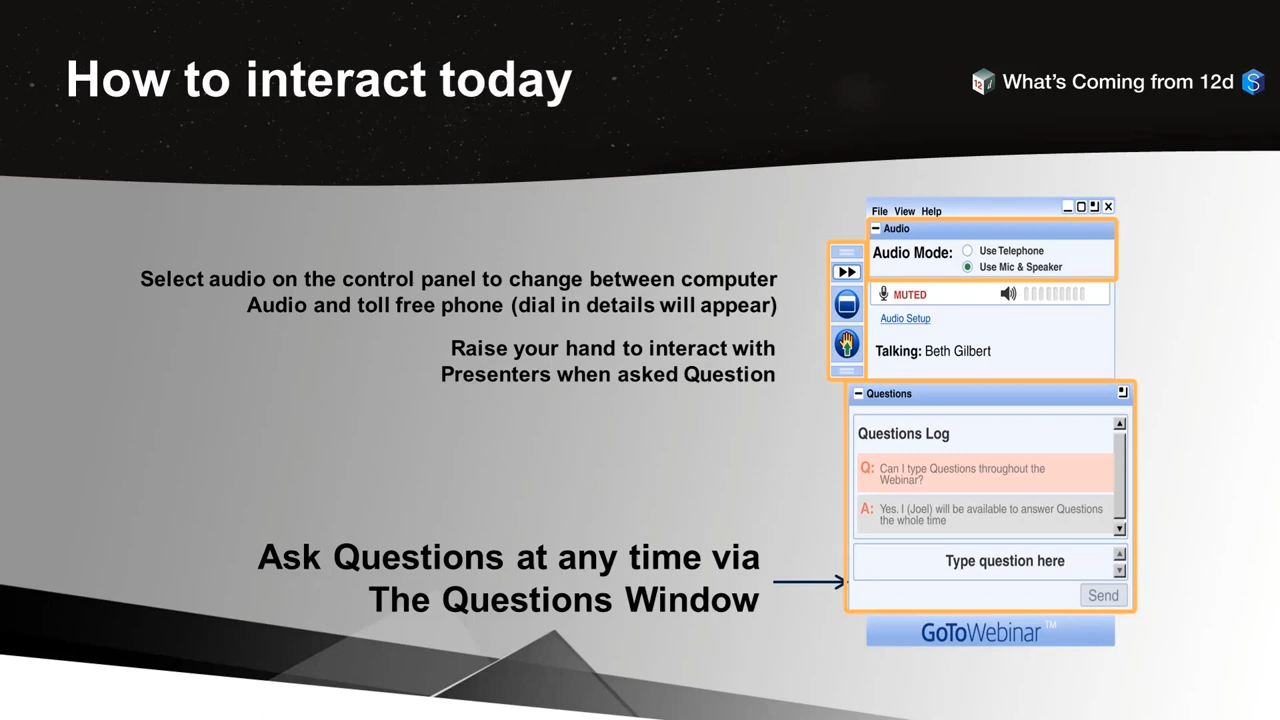 How to interact today
What's Coming from 12d
Select audio on the control panel to change between computer
Audio and toll free phone (dial in details will appear)
Raise your hand to interact with
Presenters when asked Question
Ask Questions at any time via
The Questions Window
File View Help
Audio
Audio Mode:
Use Telephone
Use Mic & Speaker
MUTED
Audio Setup
Talking: Beth Gilbert
Questions
Questions Log
Q: Can I type Questions throughout the
Webinar?
A: Yes. I (Joel) will be available to answer Questions
the whole time
Type question here
Send
GoToWebinar™